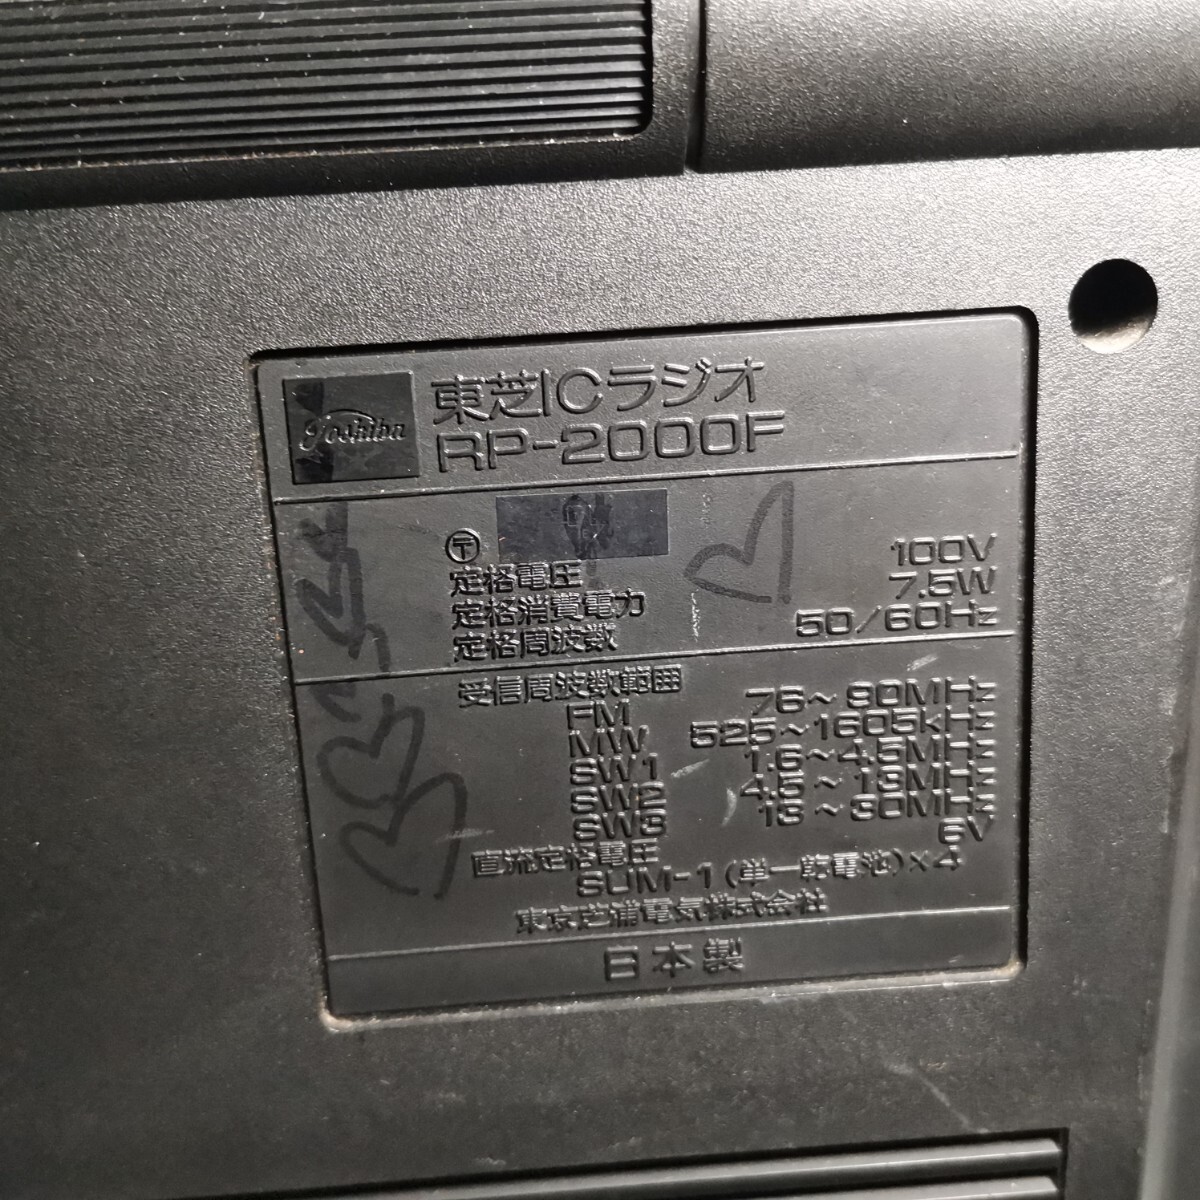 Toshiba
東芝ICラジオ
RP-2000F
〒
定格電圧 100V
定格消費電力 7.5W
定格周波数 50/60Hz
受信周波数範囲
FM 76~90MHz
MW 525~1605kHz
SW1 1.6~4.5MHz
SW2 4.5~13MHz
SW3 13~30MHz
直流定格電圧 6V
SUM-1(単一乾電池)×4
東京芝浦電気株式会社
日本製